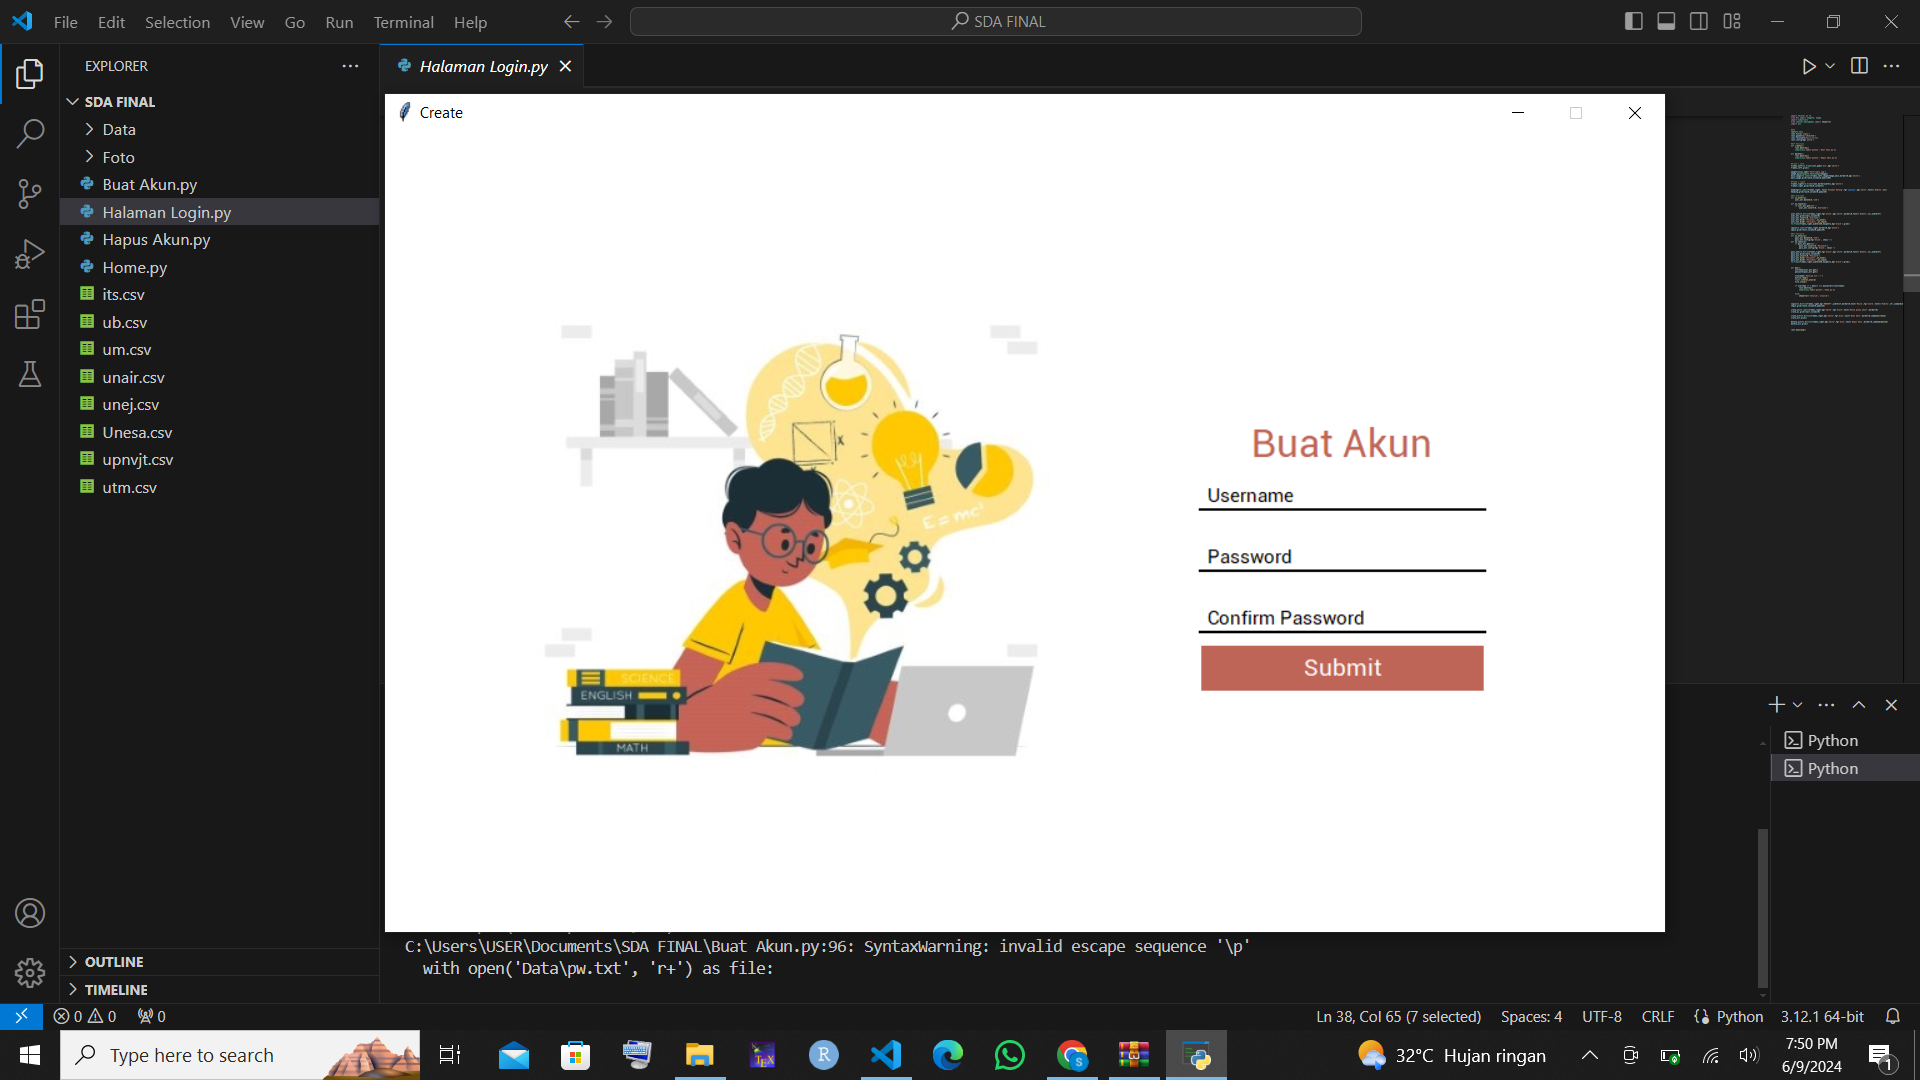 File Edit Selection View Go Run Terminal Help
SDA FINAL
EXPLORER
Halaman Login.py
SDA FINAL
Data
Foto
Buat Akun.py
Halaman Login.py
Hapus Akun.py
Home.py
its.csv
ub.csv
um.csv
unair.csv
unej.csv
Unesa.csv
upnvjt.csv
utm.csv
OUTLINE
TIMELINE
Create
E = mc²
SCIENCE
ENGLISH
MATH
Buat Akun
Username
Password
Confirm Password
Submit
Python
Python
C:\Users\USER\Documents\SDA FINAL\Buat Akun.py:96: SyntaxWarning: invalid escape sequence '\p'
with open('Data\pw.txt', 'r+') as file:
0 0 0
Ln 38, Col 65 (7 selected) Spaces: 4 UTF-8 CRLF Python 3.12.1 64-bit
Type here to search
TEX
R
S
32°C Hujan ringan
7:50 PM
6/9/2024
1